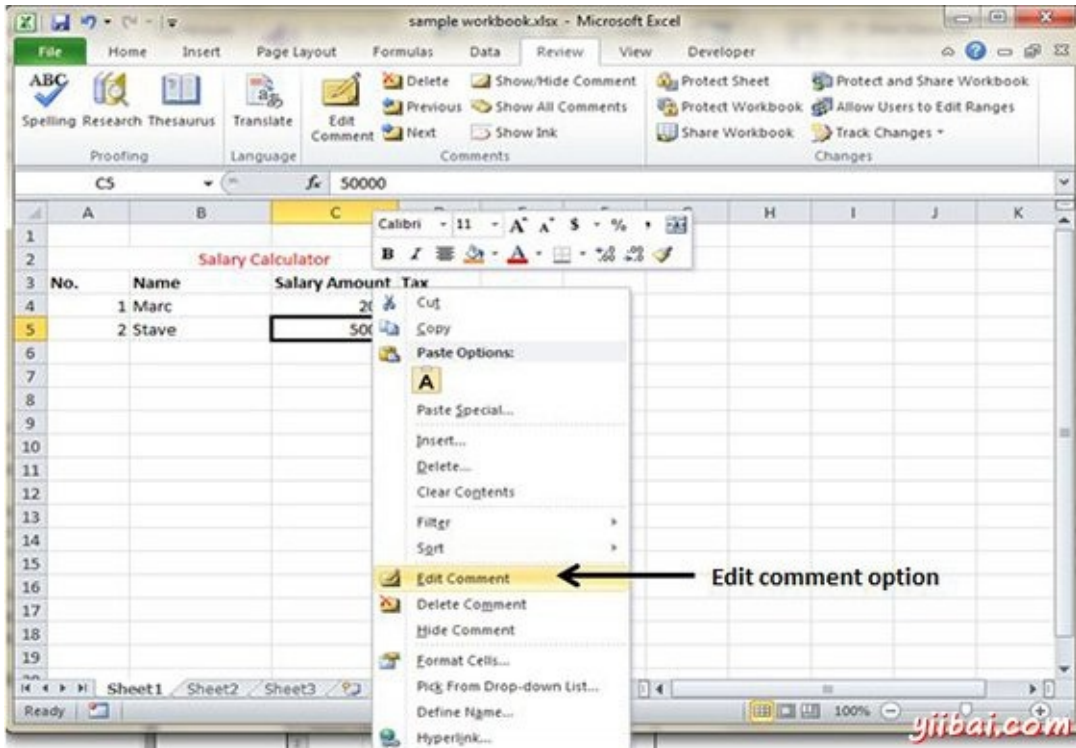 sample workbook.xlsx - Microsoft Excel
File Home Insert Page Layout Formulas Data Review View Developer
ABC
Spelling Research Thesaurus Translate Edit Comment
Delete Show/Hide Comment
Previous Show All Comments
Next Show Ink
Protect Sheet Protect and Share Workbook
Protect Workbook Allow Users to Edit Ranges
Share Workbook Track Changes
Proofing Language Comments Changes
C5 fx 50000
A B C H I J K
Calibri 11 A A $ % ,
B I A .0 .00 .00 .0
1
2 Salary Calculator
3 No. Name Salary Amount Tax
4 1 Marc 20
5 2 Stave 500
6
7
8
9
10
11
12
13
14
15
16
17
18
19
Cut
Copy
Paste Options:
A
Paste Special...
Insert...
Delete...
Clear Contents
Filter
Sort
Edit Comment
Edit comment option
Delete Comment
Hide Comment
Format Cells...
Pick From Drop-down List...
Define Name...
Hyperlink...
Sheet1 Sheet2 Sheet3
Ready 100%
yiibai.com